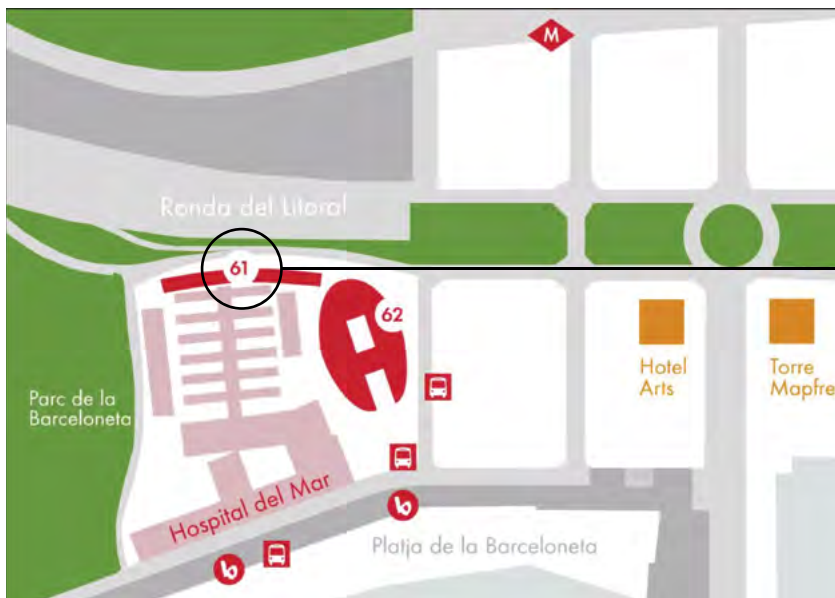 M
Ronda del Litoral
61
62
Hotel
Arts
Torre
Mapfre
Parc de la
Barceloneta
Hospital del Mar
Platja de la Barceloneta